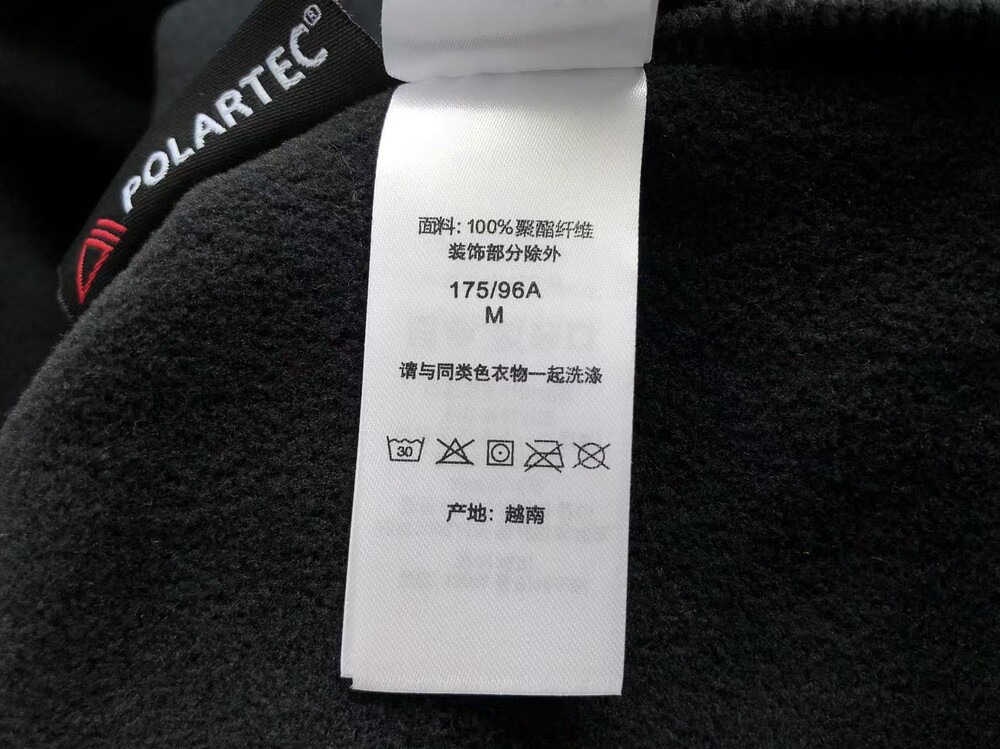 POLARTEC®
面料: 100%聚酯纤维
装饰部分除外
175/96A
M
请与同类色衣物一起洗涤
30
产地: 越南